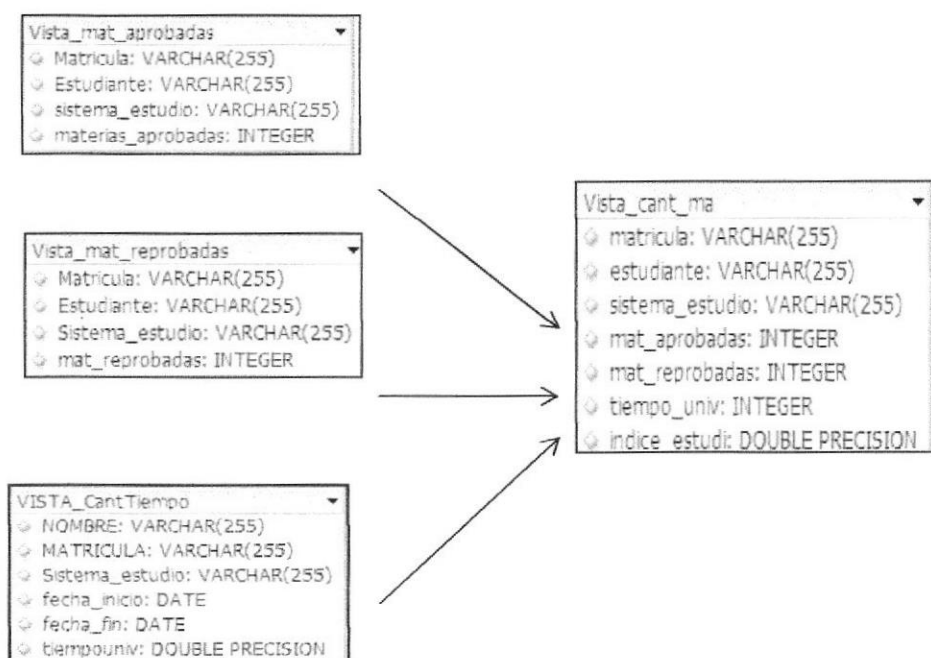 Vista_mat_aprobadas
Matricula: VARCHAR(255)
Estudiante: VARCHAR(255)
sistema_estudio: VARCHAR(255)
materias_aprobadas: INTEGER
Vista_mat_reprobadas
Matricula: VARCHAR(255)
Estudiante: VARCHAR(255)
Sistema_estudio: VARCHAR(255)
mat_reprobadas: INTEGER
VISTA_CantTiempo
NOMBRE: VARCHAR(255)
MATRICULA: VARCHAR(255)
Sistema_estudio: VARCHAR(255)
fecha_inicio: DATE
fecha_fin: DATE
tiempouniv: DOUBLE PRECISION
Vista_cant_ma
matricula: VARCHAR(255)
estudiante: VARCHAR(255)
sistema_estudio: VARCHAR(255)
mat_aprobadas: INTEGER
mat_reprobadas: INTEGER
tiempo_univ: INTEGER
indice_estudi: DOUBLE PRECISION